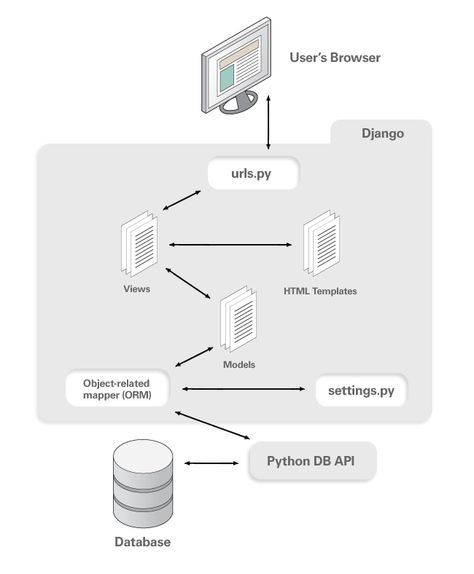 User's Browser
Django
urls.py
Views
HTML Templates
Models
Object-related
mapper (ORM)
settings.py
Python DB API
Database